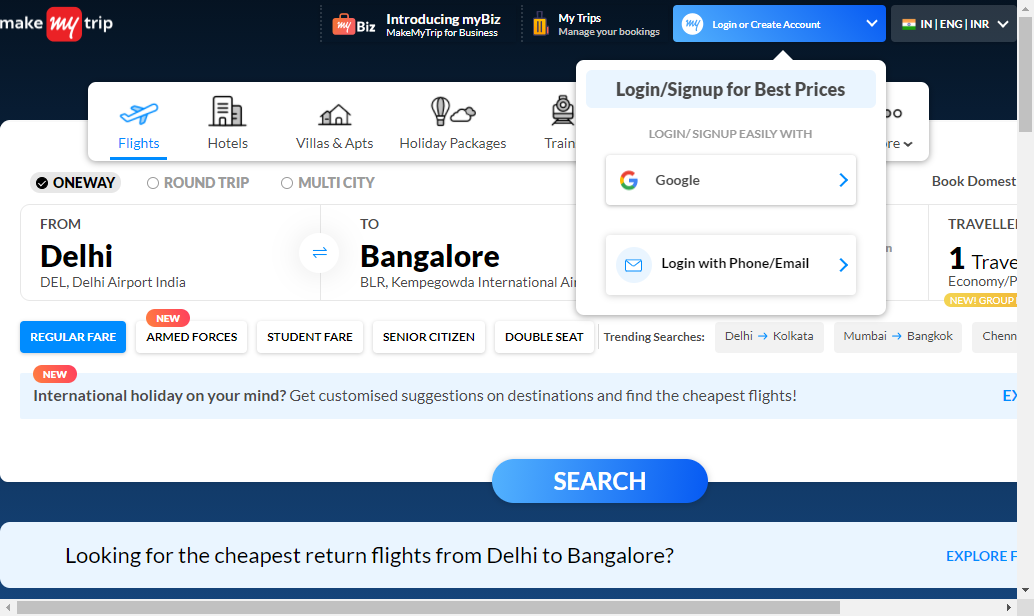 make my trip
my Biz
Introducing myBiz
MakeMyTrip for Business
My Trips
Manage your bookings
my Login or Create Account
IN | ENG | INR
Login/Signup for Best Prices
LOGIN/ SIGNUP EASILY WITH
Google
Login with Phone/Email
Flights
Hotels
Villas & Apts
Holiday Packages
Train
re
ONEWAY
ROUND TRIP
MULTI CITY
Book Domest
FROM
Delhi
DEL, Delhi Airport India
TO
Bangalore
BLR, Kempegowda International Air
n
TRAVELLE
1 Trave
Economy/P
NEW! GROUP
REGULAR FARE
NEW
ARMED FORCES
STUDENT FARE
SENIOR CITIZEN
DOUBLE SEAT
Trending Searches:
Delhi → Kolkata
Mumbai → Bangkok
Chenn
NEW
International holiday on your mind? Get customised suggestions on destinations and find the cheapest flights!
EX
SEARCH
Looking for the cheapest return flights from Delhi to Bangalore?
EXPLORE F